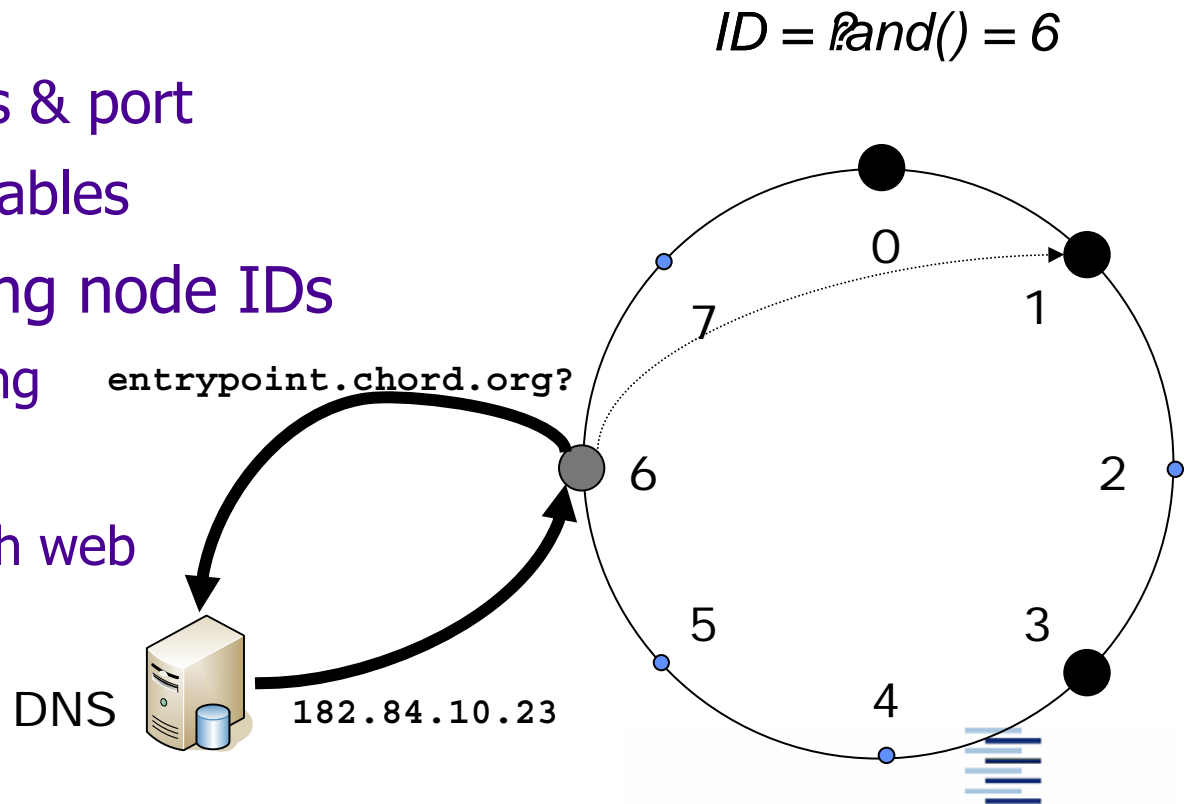 ID = rand() = 6
s & port
ables
ng node IDs
ng
entrypoint.chord.org?
h web
DNS
182.84.10.23
0
1
2
3
4
5
6
7